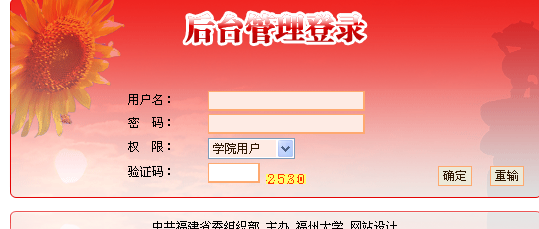 后台管理登录
用户名：
密 码：
权 限： 学院用户
验证码： 2530 确定 重输
中共福建省委组织部 主办 福州大学 网站设计